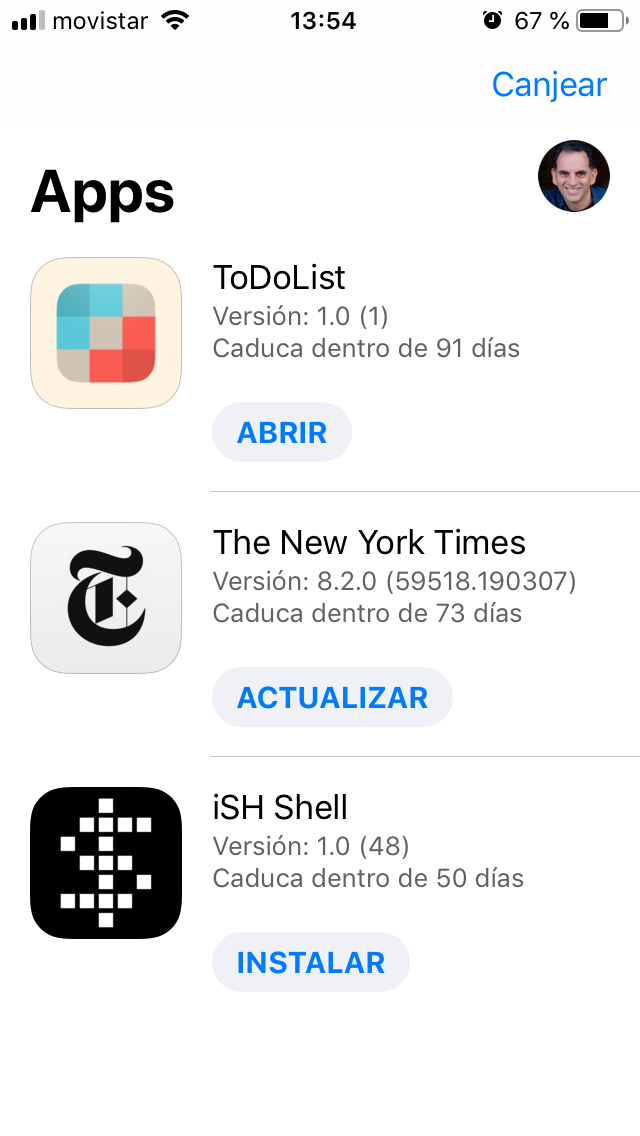 movistar 13:54 67 %
Canjear
Apps
ToDoList
Versión: 1.0 (1)
Caduca dentro de 91 días
ABRIR
The New York Times
Versión: 8.2.0 (59518.190307)
Caduca dentro de 73 días
ACTUALIZAR
iSH Shell
Versión: 1.0 (48)
Caduca dentro de 50 días
INSTALAR